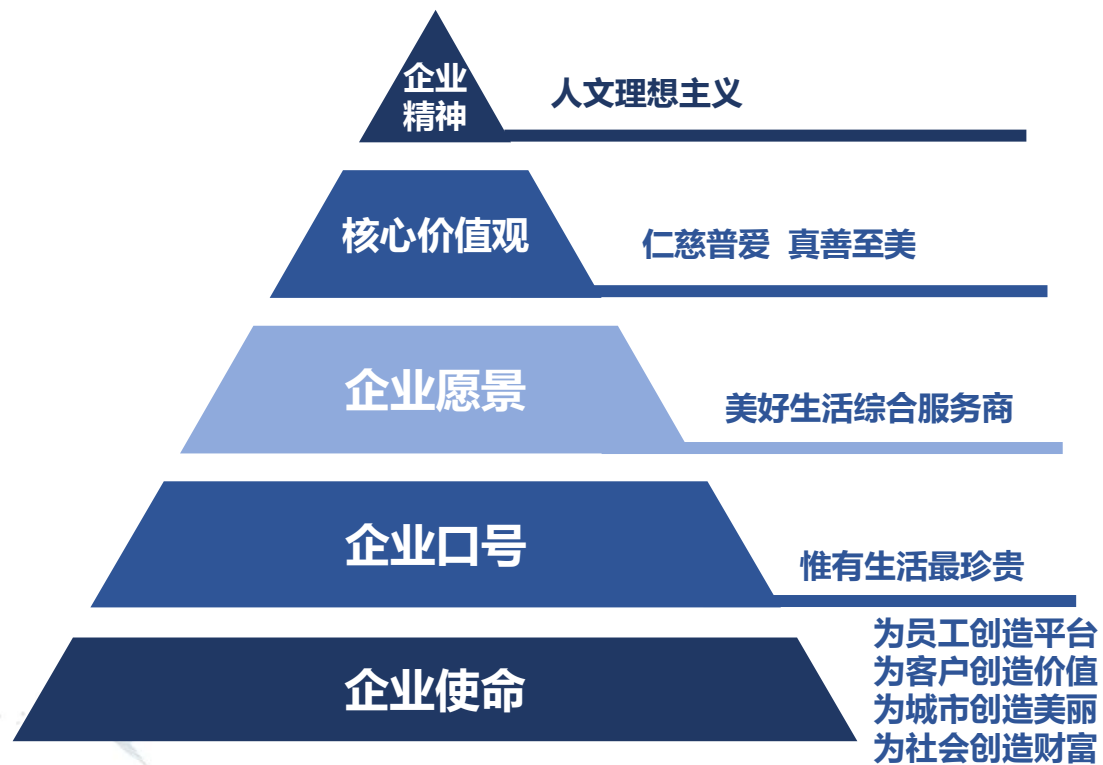 企业
精神
人文理想主义
核心价值观
仁慈普爱 真善至美
企业愿景
美好生活综合服务商
企业口号
惟有生活最珍贵
企业使命
为员工创造平台
为客户创造价值
为城市创造美丽
为社会创造财富